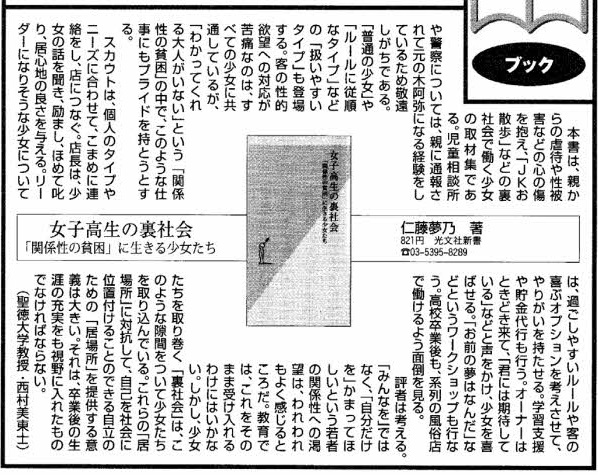 ブック
本書は、親か
らの虐待や性被
害などの心の傷
を抱え、「JKお
散歩」などの裏
社会で働く少女
の取材集であ
る。児童相談所
や警察については、親に通報さ
れて元の木阿弥になる経験をし
ているため敬遠
しがちである。
「普通の少女」や
「ルールに従順
なタイプ」など
の「扱いやすい
タイプ」も登場
する。客の性的
欲望への対応が
苦痛なのは、す
べての少女に共
通しているが、
「わかってくれ
る大人がいない」という「関係
性の貧困」の中で、このような仕
事にもプライドを持とうとす
る。
スカウトは、個人のタイプや
ニーズに合わせて、こまめに連
絡をし、店につなぐ。店長は、少
女の話を聞き、励まし、ほめて叱
り、居心地の良さを与える。リー
ダーになりそうな少女について
女子高生の裏社会
「関係性の貧困」に生きる少女たち
女子高生の裏社会
「関係性の貧困」に生きる少女たち
仁藤夢乃 著
821円 光文社新書
☎03-5395-8289
は、過ごしやすいルールや客の
喜ぶオプションを考えさせて、
やりがいを持たせる。学習支援
や貯金代行も行う。オーナーは
ときどき来て、「君には期待して
いる」などと声をかけ、少女を喜
ばせる。「お前の夢はなんだ」な
どというワークショップも行な
う。高校卒業後も、系列の風俗店
で働けるよう面倒を見る。
評者は考える。
「みんなを」では
なく、「自分だけ
を」かまってほ
しいという若者
の関係性への渇
望は、われわれ
もよく感じると
ころだ。教育で
は、これをその
まま受け入れる
わけにはいかな
い。しかし、少女
たちを取り巻く「裏社会」は、こ
のような隙間をついて少女たち
を取り込んでいる。これらの「居
場所」に対抗して、自己を社会に
位置付けることのできる自立の
ための「居場所」を提供する意
義は大きい。それは、卒業後の生
涯の充実をも視野に入れたもの
でなければならない。
(聖徳大学教授・西村美東士)